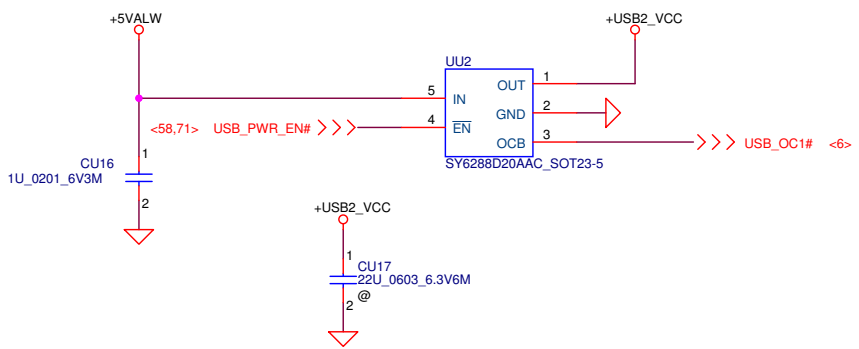 +5VALW
+USB2_VCC
UU2
5 IN
OUT 1
GND 2
<58,71> USB_PWR_EN#
4 EN
OCB 3
USB_OC1# <6>
SY6288D20AAC_SOT23-5
1
CU16
1U_0201_6V3M
2
+USB2_VCC
1
CU17
22U_0603_6.3V6M
@
2